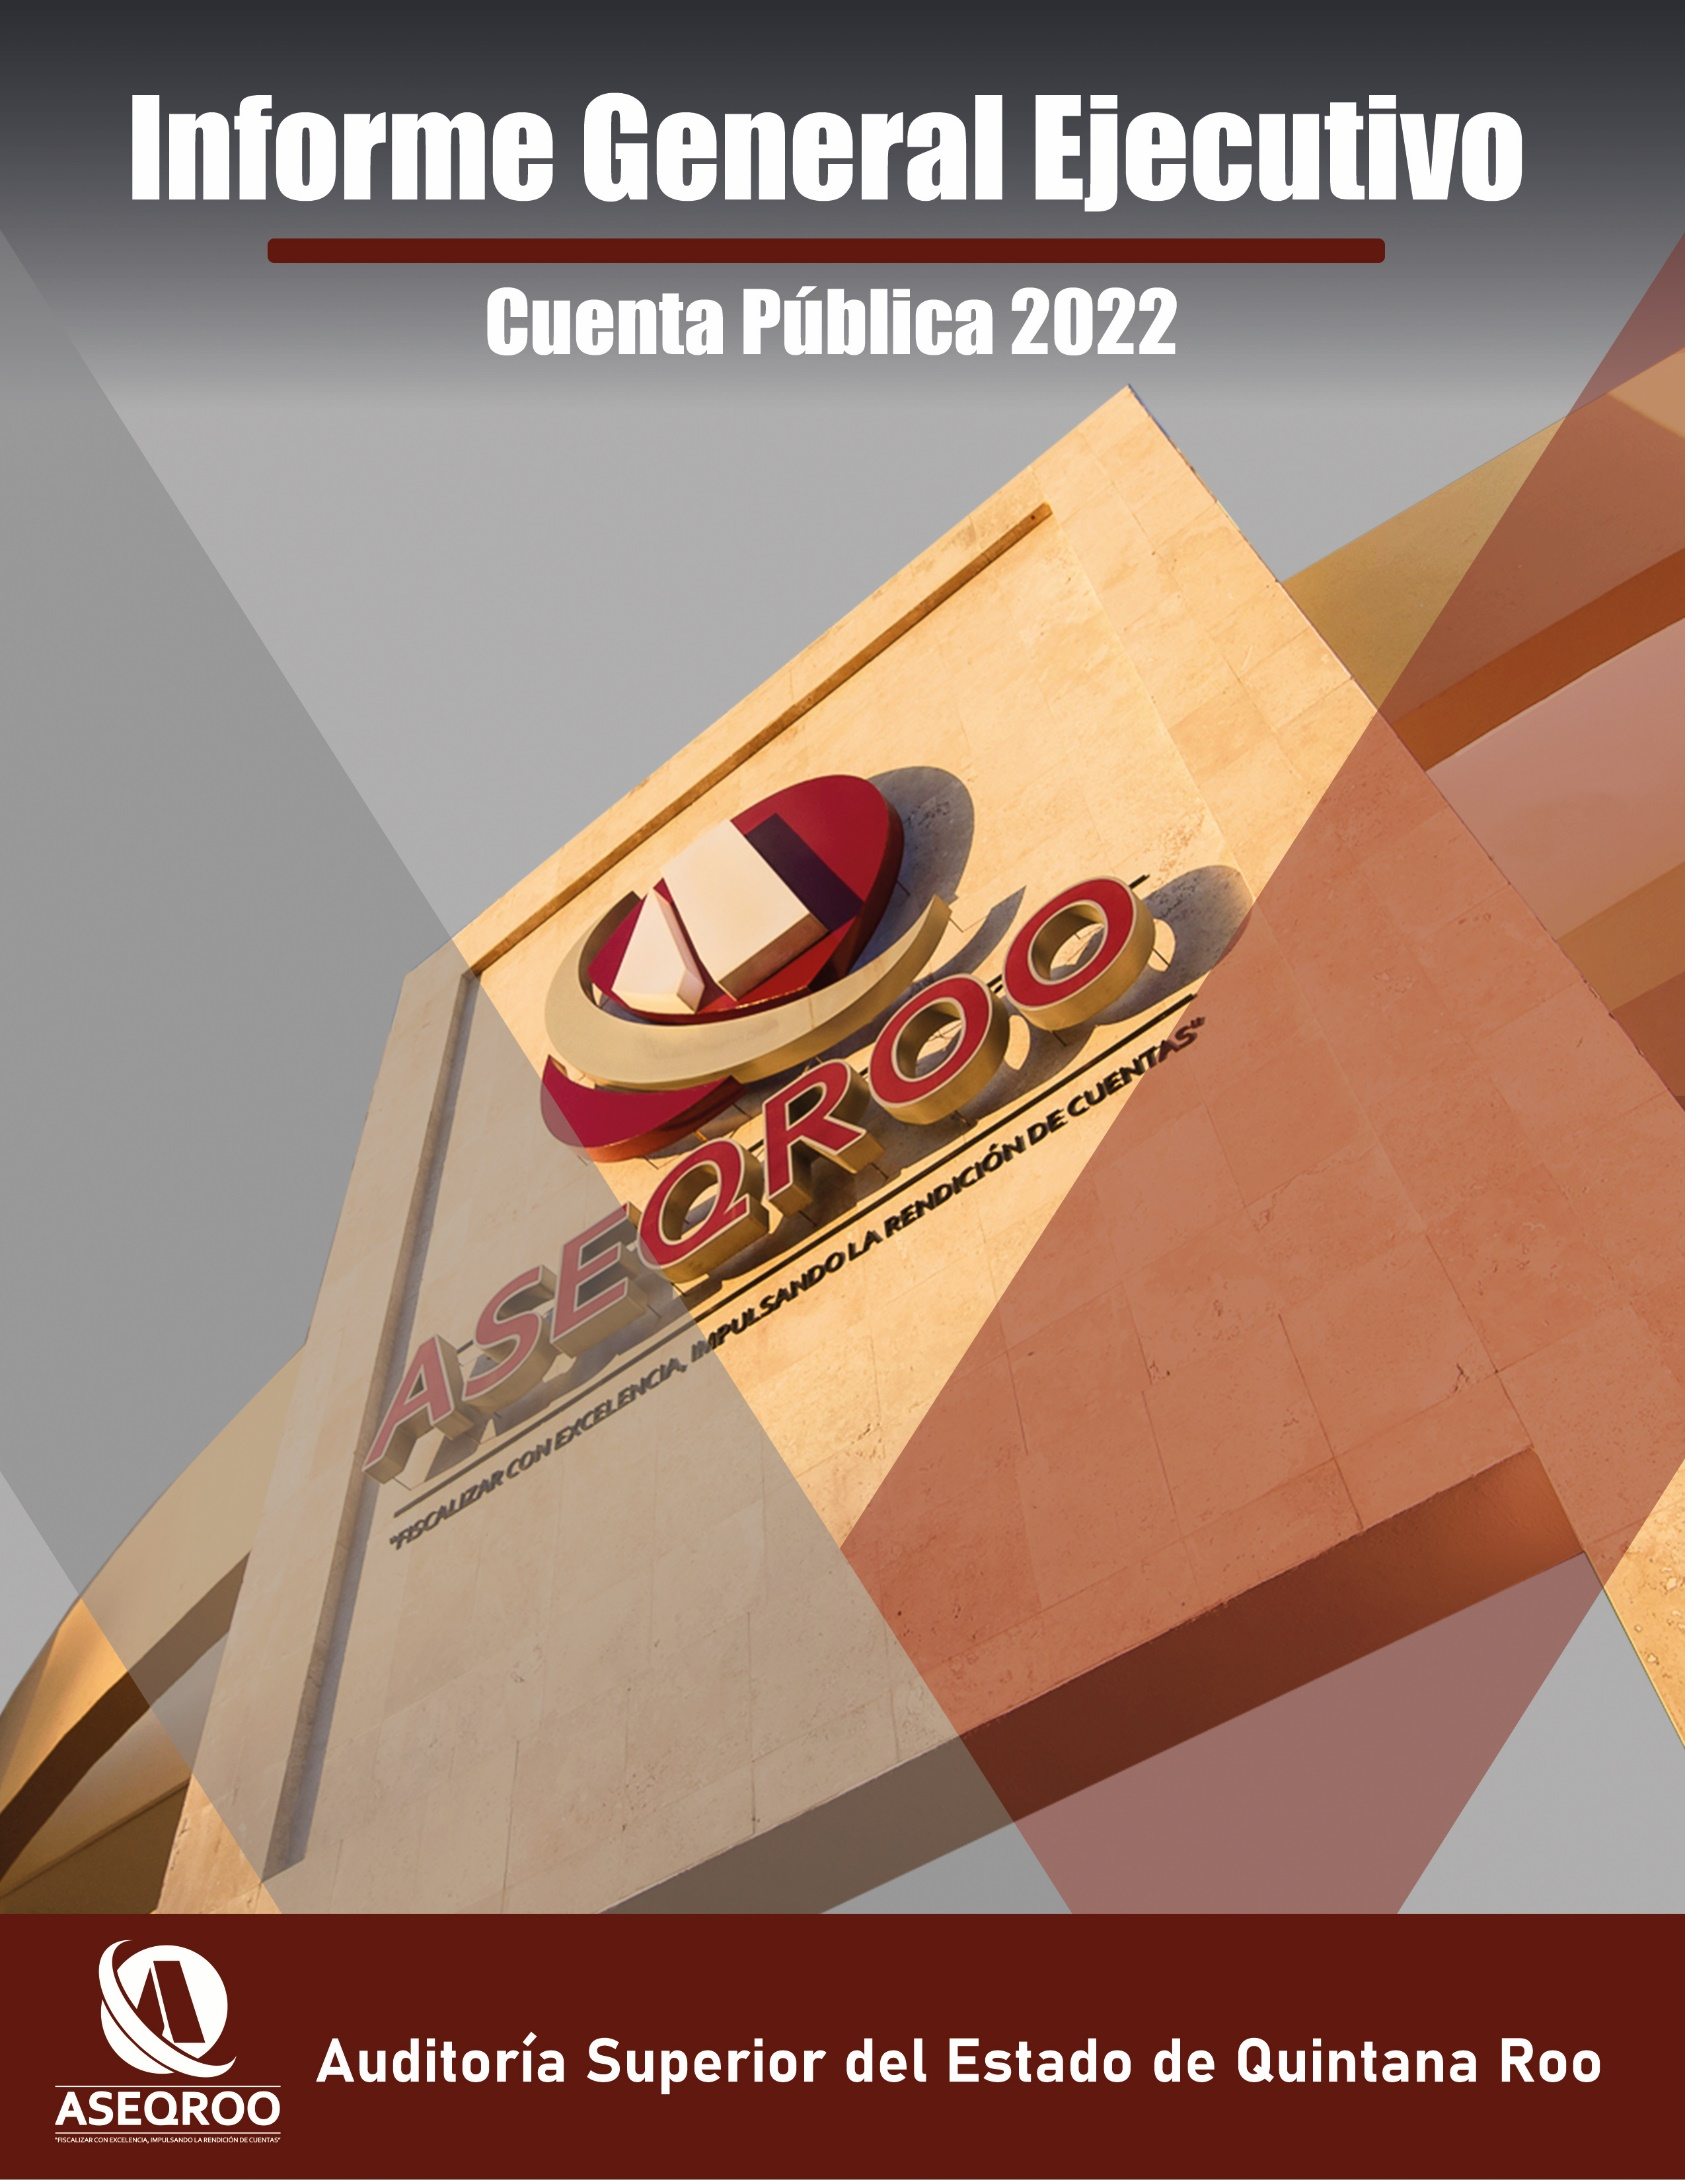 Informe General Ejecutivo
Cuenta Pública 2022
ASEQROO
"FISCALIZAR CON EXCELENCIA, IMPULSANDO LA RENDICIÓN DE CUENTAS"
Auditoría Superior del Estado de Quintana Roo
ASEQROO
"FISCALIZAR CON EXCELENCIA, IMPULSANDO LA RENDICIÓN DE CUENTAS"